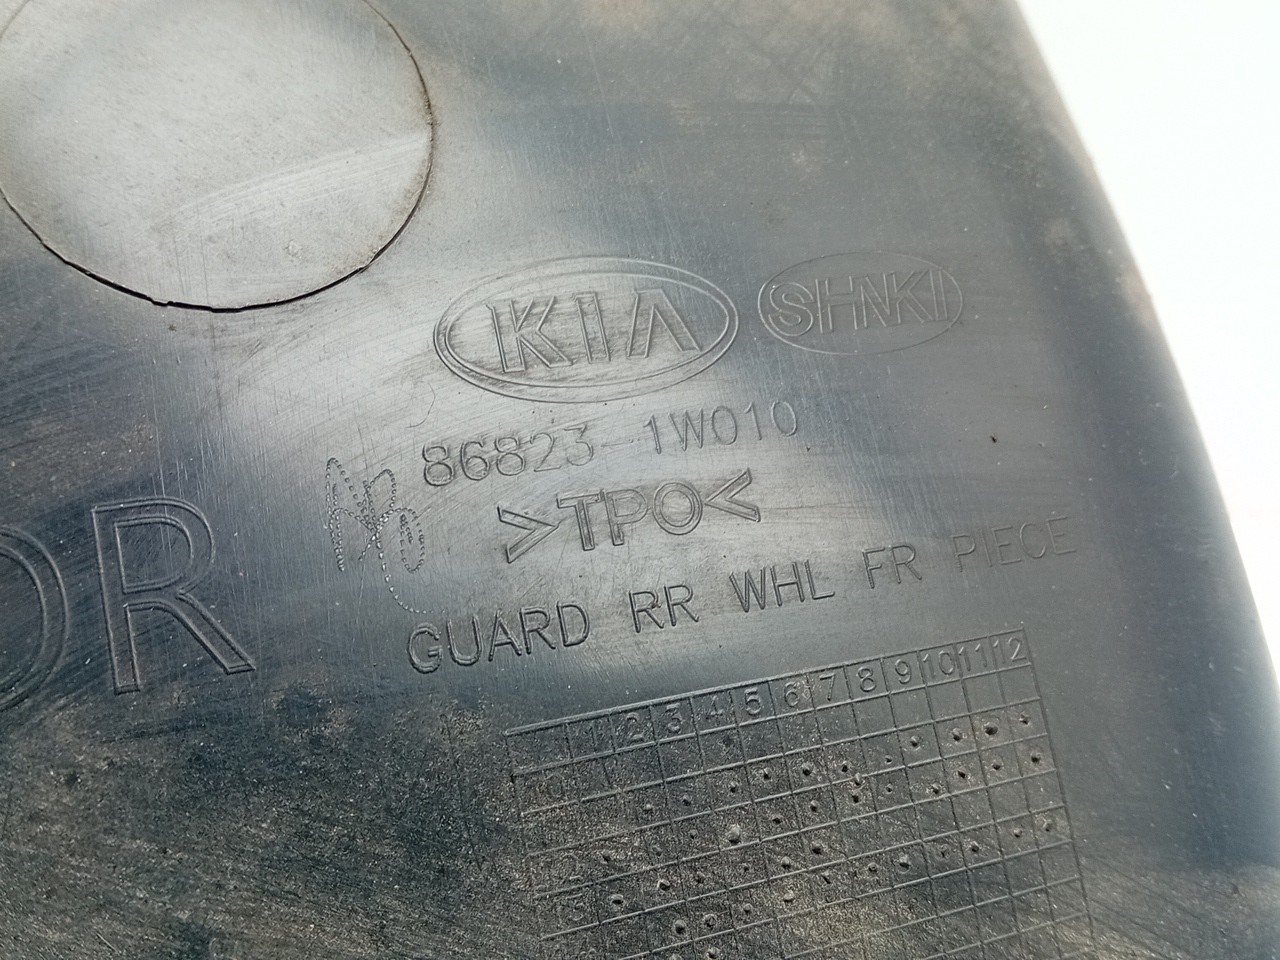 KIA SHNKI
86823-1W010
>TPO<
GUARD RR WHL FR PIECE
OR
1 2 3 4 5 6 7 8 9 10 11 12